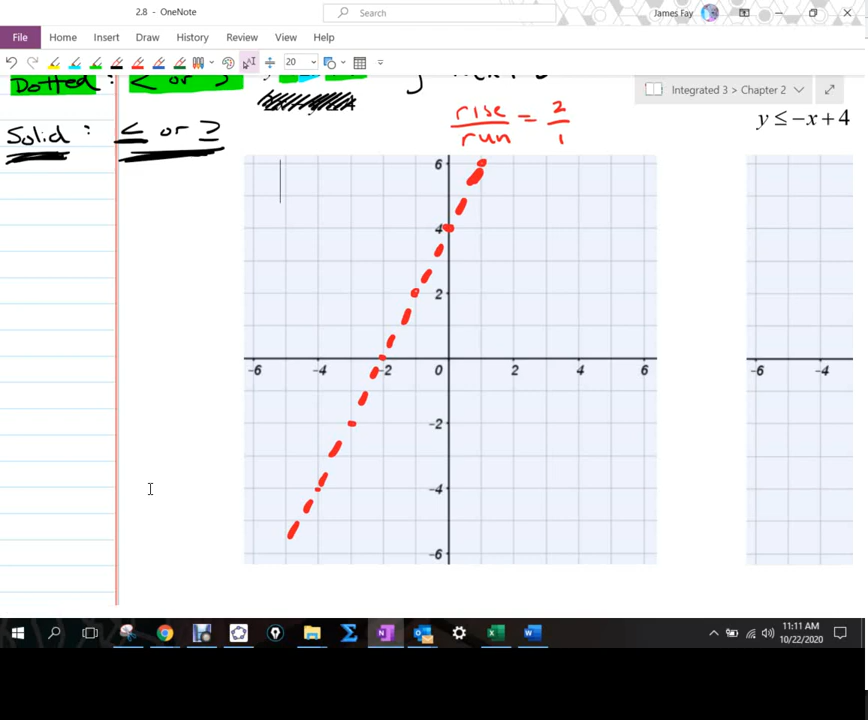 2.8 - OneNote
Search
James Fay
File Home Insert Draw History Review View Help
20
Dotted : < or >
Integrated 3 > Chapter 2
Solid : ≤ or ≥
rise/run = 2/1
y ≤ −x + 4
6
4
2
-6 -4 -2 0 2 4 6
-2
-4
-6
-6 -4
11:11 AM
10/22/2020